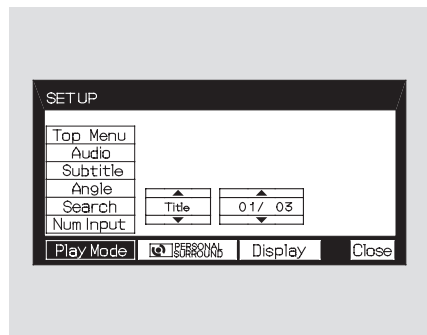 SETUP
Top Menu
Audio
Subtitle
Angle
Search
Num Input
Title
01/ 03
Play Mode
PERSONAL
SURROUND
Display
Close